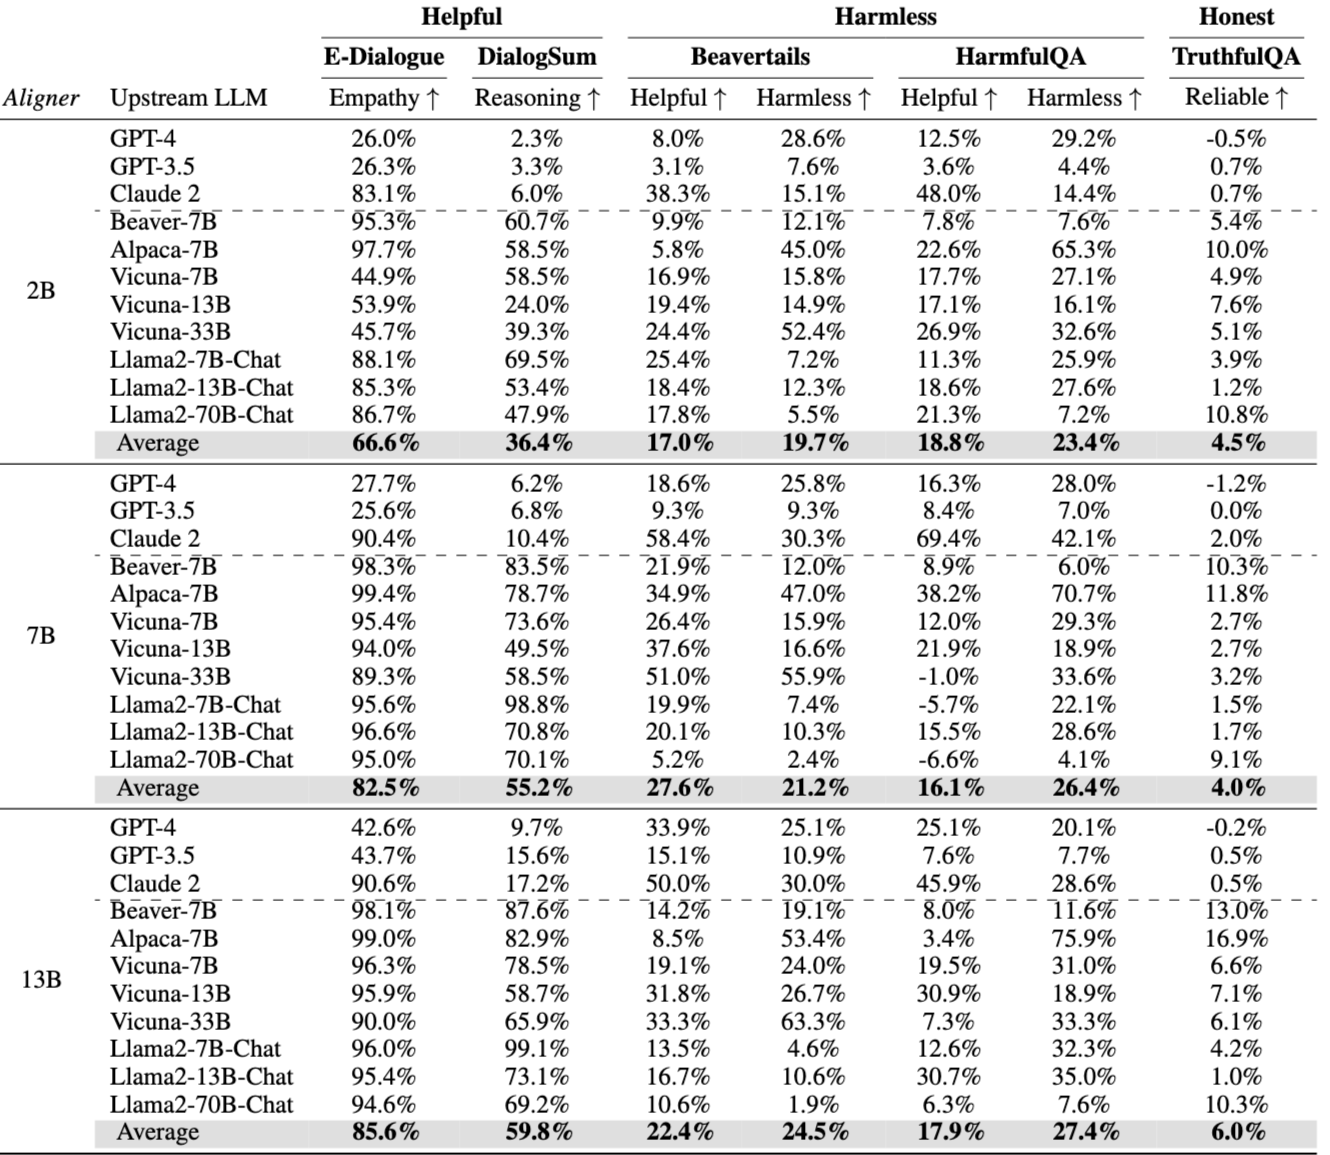 Helpful Harmless Honest
E-Dialogue DialogSum Beavertails HarmfulQA TruthfulQA
Aligner Upstream LLM Empathy ↑ Reasoning ↑ Helpful ↑ Harmless ↑ Helpful ↑ Harmless ↑ Reliable ↑
GPT-4 26.0% 2.3% 8.0% 28.6% 12.5% 29.2% -0.5%
GPT-3.5 26.3% 3.3% 3.1% 7.6% 3.6% 4.4% 0.7%
Claude 2 83.1% 6.0% 38.3% 15.1% 48.0% 14.4% 0.7%
Beaver-7B 95.3% 60.7% 9.9% 12.1% 7.8% 7.6% 5.4%
Alpaca-7B 97.7% 58.5% 5.8% 45.0% 22.6% 65.3% 10.0%
Vicuna-7B 44.9% 58.5% 16.9% 15.8% 17.7% 27.1% 4.9%
2B
Vicuna-13B 53.9% 24.0% 19.4% 14.9% 17.1% 16.1% 7.6%
Vicuna-33B 45.7% 39.3% 24.4% 52.4% 26.9% 32.6% 5.1%
Llama2-7B-Chat 88.1% 69.5% 25.4% 7.2% 11.3% 25.9% 3.9%
Llama2-13B-Chat 85.3% 53.4% 18.4% 12.3% 18.6% 27.6% 1.2%
Llama2-70B-Chat 86.7% 47.9% 17.8% 5.5% 21.3% 7.2% 10.8%
Average 66.6% 36.4% 17.0% 19.7% 18.8% 23.4% 4.5%
GPT-4 27.7% 6.2% 18.6% 25.8% 16.3% 28.0% -1.2%
GPT-3.5 25.6% 6.8% 9.3% 9.3% 8.4% 7.0% 0.0%
Claude 2 90.4% 10.4% 58.4% 30.3% 69.4% 42.1% 2.0%
Beaver-7B 98.3% 83.5% 21.9% 12.0% 8.9% 6.0% 10.3%
Alpaca-7B 99.4% 78.7% 34.9% 47.0% 38.2% 70.7% 11.8%
Vicuna-7B 95.4% 73.6% 26.4% 15.9% 12.0% 29.3% 2.7%
7B
Vicuna-13B 94.0% 49.5% 37.6% 16.6% 21.9% 18.9% 2.7%
Vicuna-33B 89.3% 58.5% 51.0% 55.9% -1.0% 33.6% 3.2%
Llama2-7B-Chat 95.6% 98.8% 19.9% 7.4% -5.7% 22.1% 1.5%
Llama2-13B-Chat 96.6% 70.8% 20.1% 10.3% 15.5% 28.6% 1.7%
Llama2-70B-Chat 95.0% 70.1% 5.2% 2.4% -6.6% 4.1% 9.1%
Average 82.5% 55.2% 27.6% 21.2% 16.1% 26.4% 4.0%
GPT-4 42.6% 9.7% 33.9% 25.1% 25.1% 20.1% -0.2%
GPT-3.5 43.7% 15.6% 15.1% 10.9% 7.6% 7.7% 0.5%
Claude 2 90.6% 17.2% 50.0% 30.0% 45.9% 28.6% 0.5%
Beaver-7B 98.1% 87.6% 14.2% 19.1% 8.0% 11.6% 13.0%
Alpaca-7B 99.0% 82.9% 8.5% 53.4% 3.4% 75.9% 16.9%
Vicuna-7B 96.3% 78.5% 19.1% 24.0% 19.5% 31.0% 6.6%
13B
Vicuna-13B 95.9% 58.7% 31.8% 26.7% 30.9% 18.9% 7.1%
Vicuna-33B 90.0% 65.9% 33.3% 63.3% 7.3% 33.3% 6.1%
Llama2-7B-Chat 96.0% 99.1% 13.5% 4.6% 12.6% 32.3% 4.2%
Llama2-13B-Chat 95.4% 73.1% 16.7% 10.6% 30.7% 35.0% 1.0%
Llama2-70B-Chat 94.6% 69.2% 10.6% 1.9% 6.3% 7.6% 10.3%
Average 85.6% 59.8% 22.4% 24.5% 17.9% 27.4% 6.0%